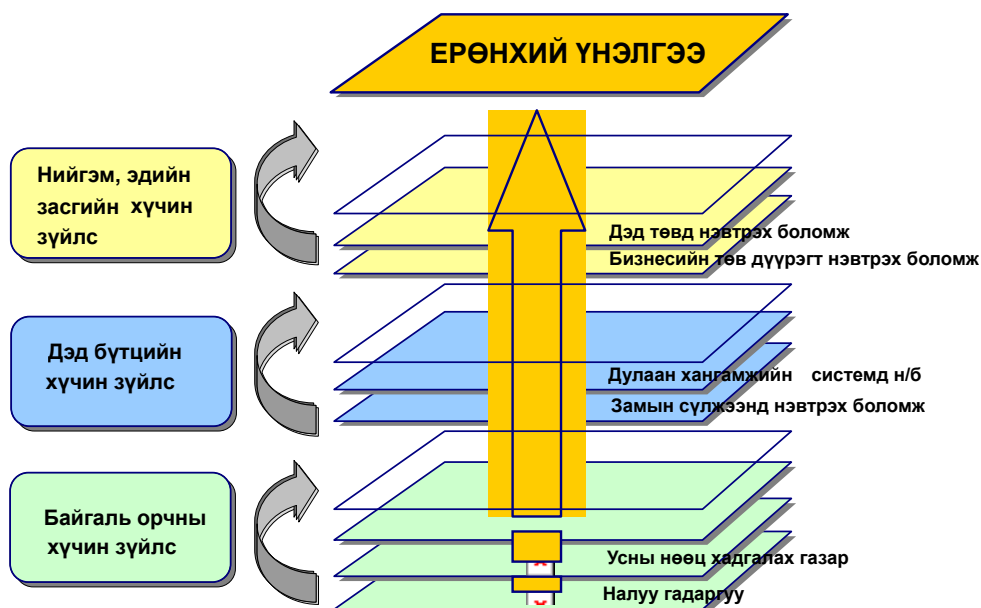 ЕРӨНХИЙ ҮНЭЛГЭЭ
Нийгэм, эдийн
засгийн хүчин
зүйлс
Дэд төвд нэвтрэх боломж
Бизнесийн төв дүүрэгт нэвтрэх боломж
Дэд бүтцийн
хүчин зүйлс
Дулаан хангамжийн системд н/б
Замын сүлжээнд нэвтрэх боломж
Байгаль орчны
хүчин зүйлс
Усны нөөц хадгалах газар
Налуу гадаргуу